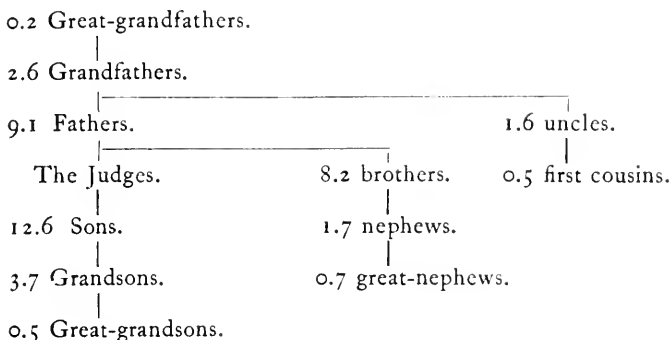 0.2 Great-grandfathers.
2.6 Grandfathers.
9.1 Fathers. 1.6 uncles.
The Judges. 8.2 brothers. 0.5 first cousins.
12.6 Sons. 1.7 nephews.
3.7 Grandsons. 0.7 great-nephews.
0.5 Great-grandsons.